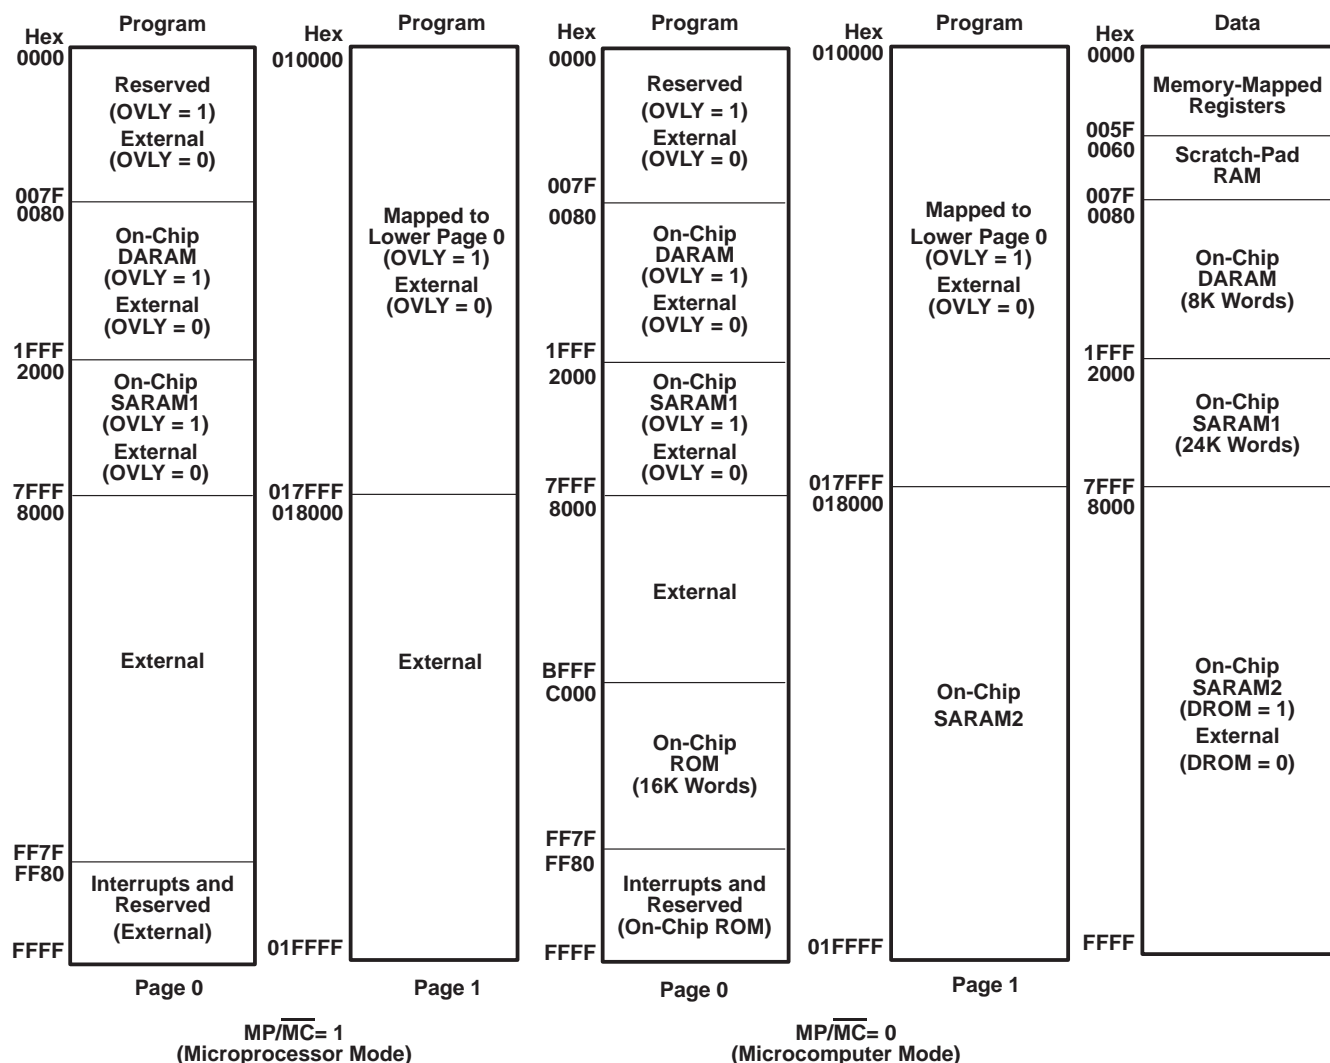 Hex
Program
0000
Reserved
(OVLY = 1)
External
(OVLY = 0)
007F
0080
On-Chip
DARAM
(OVLY = 1)
External
(OVLY = 0)
1FFF
2000
On-Chip
SARAM1
(OVLY = 1)
External
(OVLY = 0)
7FFF
8000
External
FF7F
FF80
Interrupts and
Reserved
(External)
FFFF
Page 0
Hex
Program
010000
Mapped to
Lower Page 0
(OVLY = 1)
External
(OVLY = 0)
017FFF
018000
External
01FFFF
Page 1
MP/M̅C̅= 1
(Microprocessor Mode)
Hex
Program
0000
Reserved
(OVLY = 1)
External
(OVLY = 0)
007F
0080
On-Chip
DARAM
(OVLY = 1)
External
(OVLY = 0)
1FFF
2000
On-Chip
SARAM1
(OVLY = 1)
External
(OVLY = 0)
7FFF
8000
External
BFFF
C000
On-Chip
ROM
(16K Words)
FF7F
FF80
Interrupts and
Reserved
(On-Chip ROM)
FFFF
Page 0
Hex
Program
010000
Mapped to
Lower Page 0
(OVLY = 1)
External
(OVLY = 0)
017FFF
018000
On-Chip
SARAM2
01FFFF
Page 1
MP/M̅C̅= 0
(Microcomputer Mode)
Hex
Data
0000
Memory-Mapped
Registers
005F
0060
Scratch-Pad
RAM
007F
0080
On-Chip
DARAM
(8K Words)
1FFF
2000
On-Chip
SARAM1
(24K Words)
7FFF
8000
On-Chip
SARAM2
(DROM = 1)
External
(DROM = 0)
FFFF